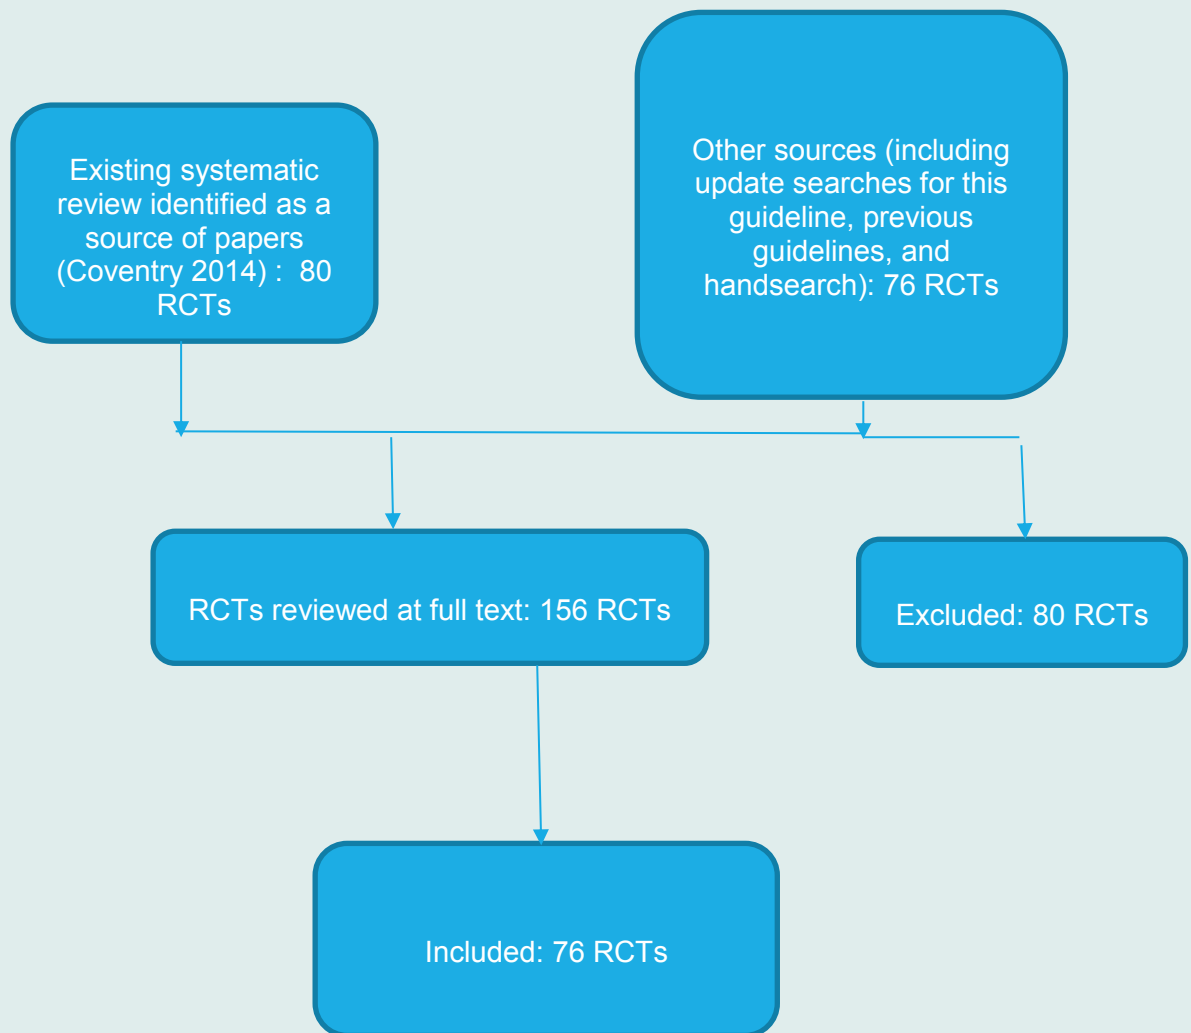 Existing systematic
review identified as a
source of papers
(Coventry 2014) :  80
RCTs
Other sources (including
update searches for this
guideline, previous
guidelines, and
handsearch): 76 RCTs
RCTs reviewed at full text: 156 RCTs
Excluded: 80 RCTs
Included: 76 RCTs